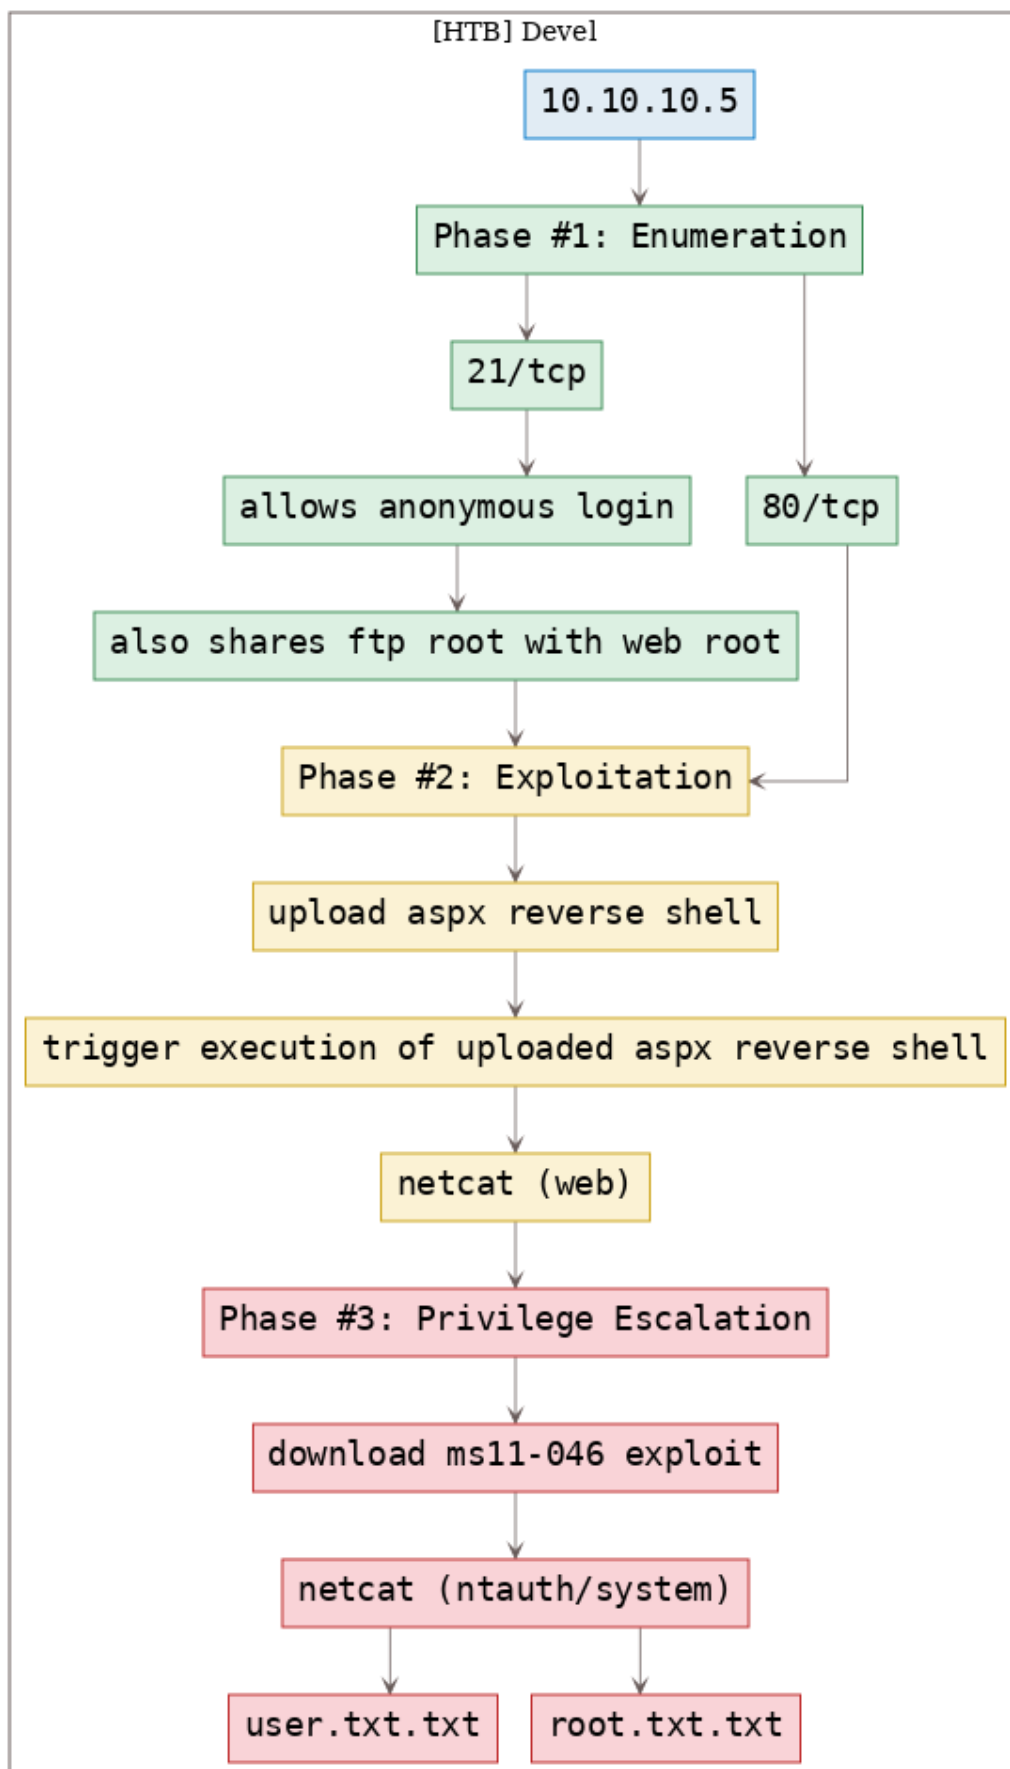 [HTB] Devel
10.10.10.5
Phase #1: Enumeration
21/tcp
allows anonymous login
80/tcp
also shares ftp root with web root
Phase #2: Exploitation
upload aspx reverse shell
trigger execution of uploaded aspx reverse shell
netcat (web)
Phase #3: Privilege Escalation
download ms11-046 exploit
netcat (ntauth/system)
user.txt.txt
root.txt.txt